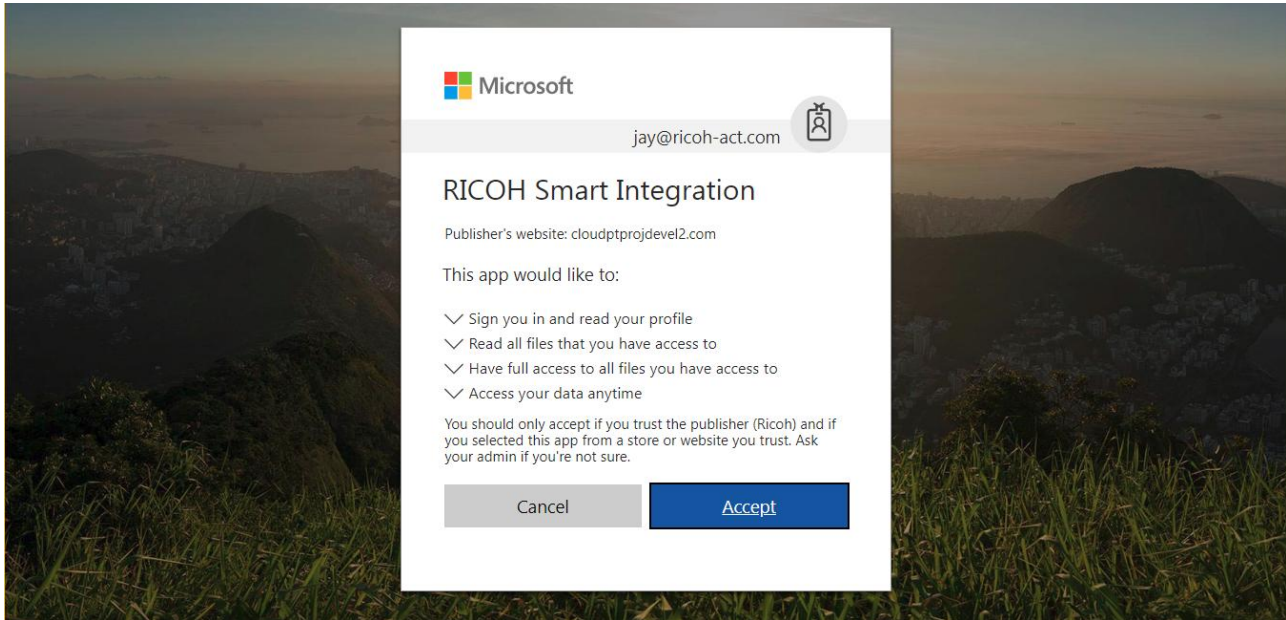 Microsoft
jay@ricoh-act.com
RICOH Smart Integration
Publisher's website: cloudptprojdevel2.com
This app would like to:
Sign you in and read your profile
Read all files that you have access to
Have full access to all files you have access to
Access your data anytime
You should only accept if you trust the publisher (Ricoh) and if
you selected this app from a store or website you trust. Ask
your admin if you're not sure.
Cancel
Accept